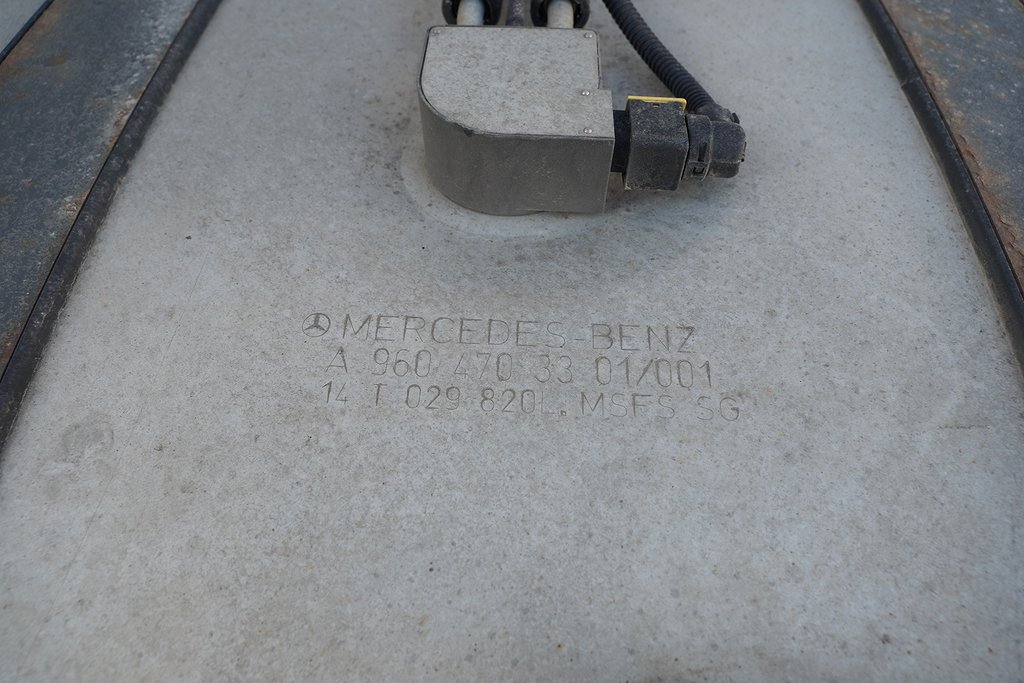 MERCEDES-BENZ
A 960 470 33 01/001
14 T 029 820L. MSFS SG